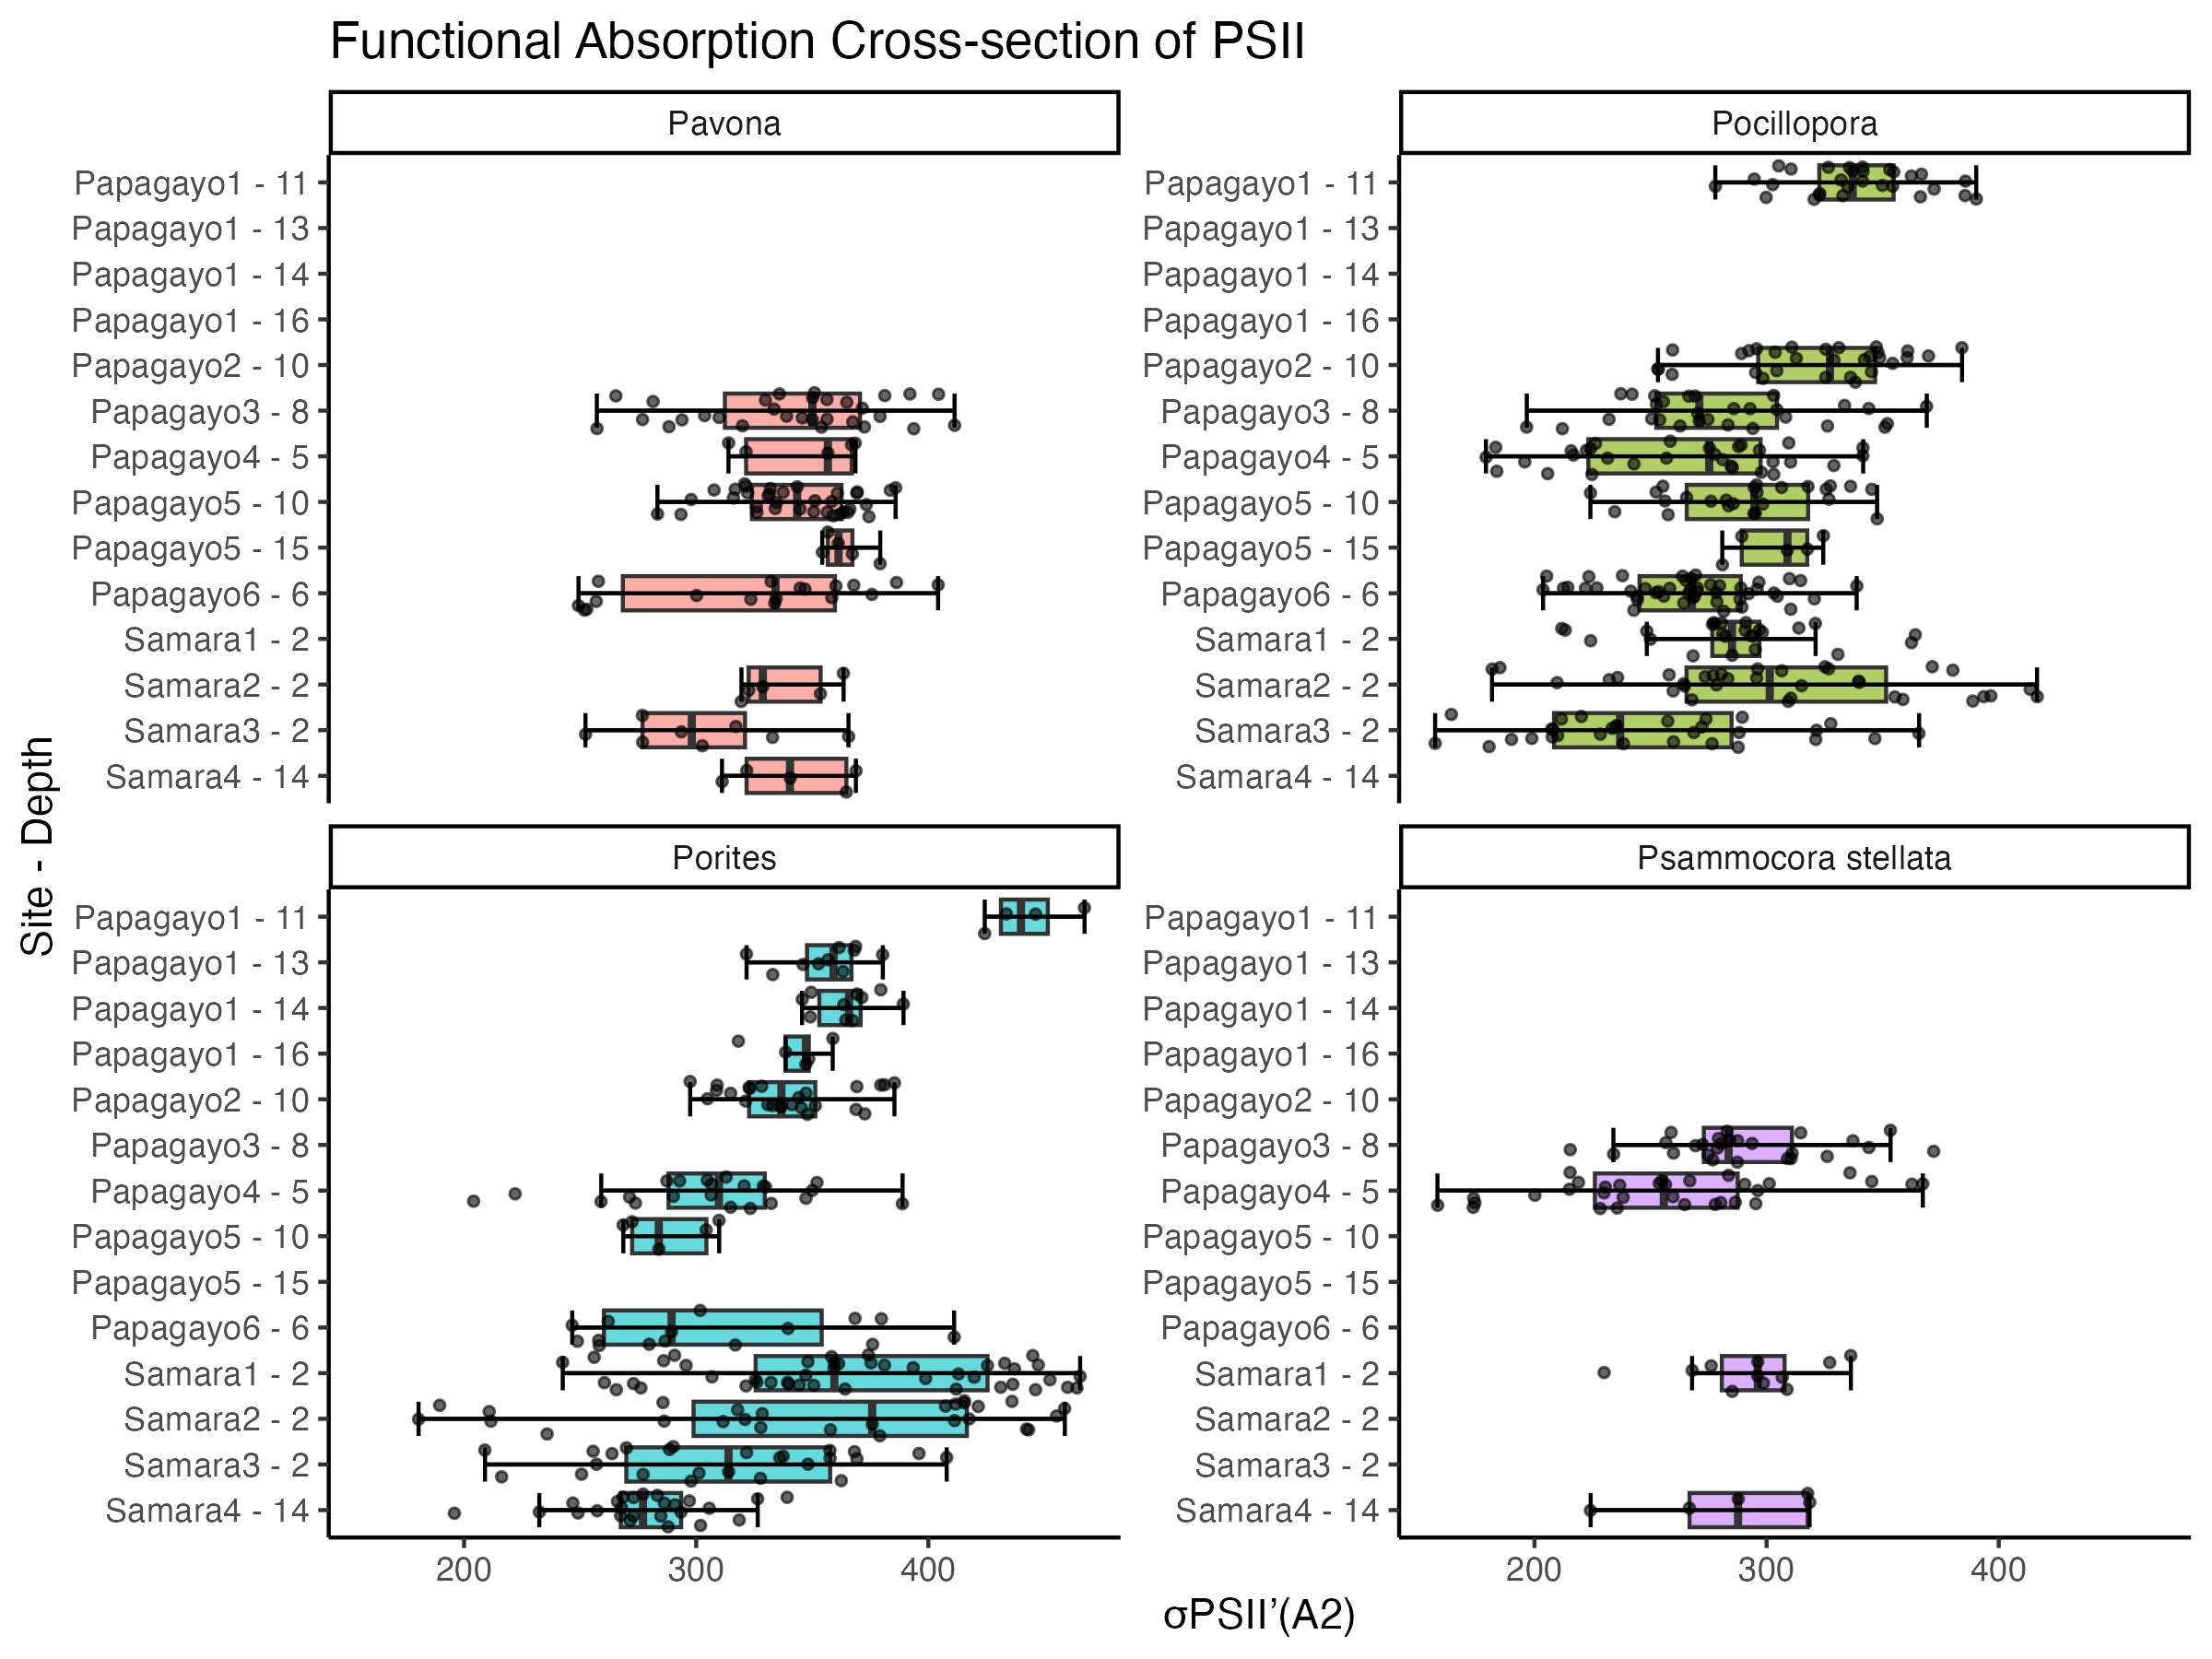 Functional Absorption Cross-section of PSII
Pavona
Papagayo1 - 11
Papagayo1 - 13
Papagayo1 - 14
Papagayo1 - 16
Papagayo2 - 10
Papagayo3 - 8
Papagayo4 - 5
Papagayo5 - 10
Papagayo5 - 15
Papagayo6 - 6
Samara1 - 2
Samara2 - 2
Samara3 - 2
Samara4 - 14
Pocillopora
Papagayo1 - 11
Papagayo1 - 13
Papagayo1 - 14
Papagayo1 - 16
Papagayo2 - 10
Papagayo3 - 8
Papagayo4 - 5
Papagayo5 - 10
Papagayo5 - 15
Papagayo6 - 6
Samara1 - 2
Samara2 - 2
Samara3 - 2
Samara4 - 14
Site - Depth
Porites
Papagayo1 - 11
Papagayo1 - 13
Papagayo1 - 14
Papagayo1 - 16
Papagayo2 - 10
Papagayo3 - 8
Papagayo4 - 5
Papagayo5 - 10
Papagayo5 - 15
Papagayo6 - 6
Samara1 - 2
Samara2 - 2
Samara3 - 2
Samara4 - 14
200 300 400
Psammocora stellata
Papagayo1 - 11
Papagayo1 - 13
Papagayo1 - 14
Papagayo1 - 16
Papagayo2 - 10
Papagayo3 - 8
Papagayo4 - 5
Papagayo5 - 10
Papagayo5 - 15
Papagayo6 - 6
Samara1 - 2
Samara2 - 2
Samara3 - 2
Samara4 - 14
200 300 400
σPSII’(A2)